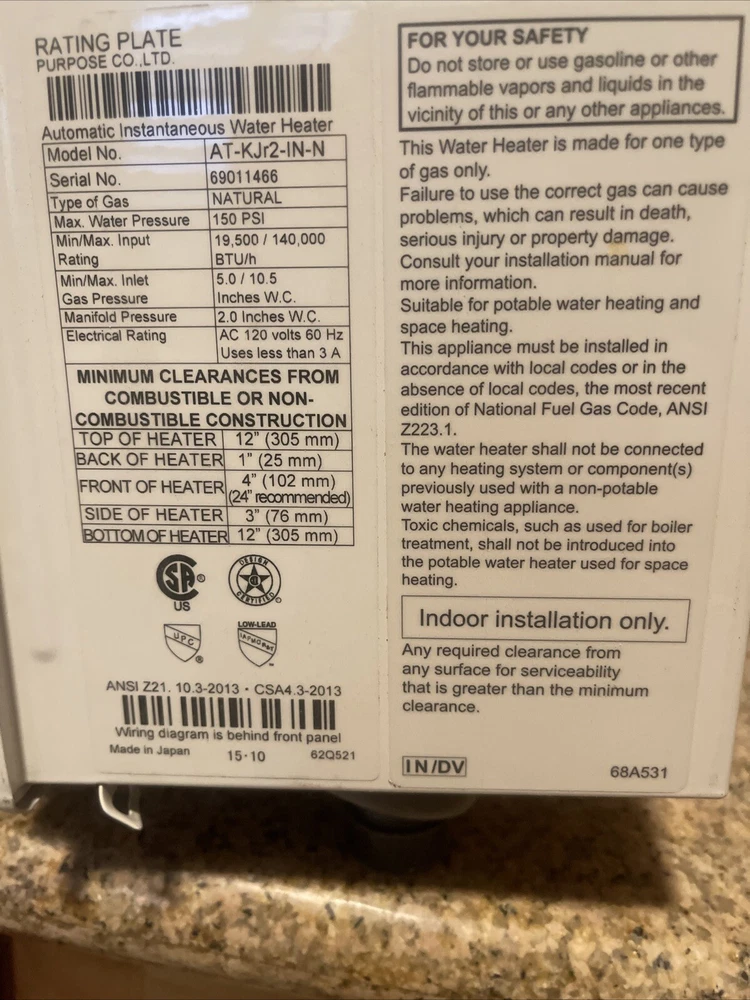 RATING PLATE
PURPOSE CO.,LTD.
Automatic Instantaneous Water Heater
Model No. AT-KJr2-IN-N
Serial No. 69011466
Type of Gas NATURAL
Max. Water Pressure 150 PSI
Min/Max. Input 19,500 / 140,000
Rating BTU/h
Min/Max. Inlet 5.0 / 10.5
Gas Pressure Inches W.C.
Manifold Pressure 2.0 Inches W.C.
Electrical Rating AC 120 volts 60 Hz
Uses less than 3 A
MINIMUM CLEARANCES FROM
COMBUSTIBLE OR NON-
COMBUSTIBLE CONSTRUCTION
TOP OF HEATER 12" (305 mm)
BACK OF HEATER 1" (25 mm)
FRONT OF HEATER 4" (102 mm)
(24" recommended)
SIDE OF HEATER 3" (76 mm)
BOTTOM OF HEATER 12" (305 mm)
SA ®
US
DESIGN
CERTIFIED
UPC ®
LOW-LEAD
ANSI Z21. 10.3-2013 · CSA4.3-2013
Wiring diagram is behind front panel
Made in Japan 15·10 62Q521
FOR YOUR SAFETY
Do not store or use gasoline or other
flammable vapors and liquids in the
vicinity of this or any other appliances.
This Water Heater is made for one type
of gas only.
Failure to use the correct gas can cause
problems, which can result in death,
serious injury or property damage.
Consult your installation manual for
more information.
Suitable for potable water heating and
space heating.
This appliance must be installed in
accordance with local codes or in the
absence of local codes, the most recent
edition of National Fuel Gas Code, ANSI
Z223.1.
The water heater shall not be connected
to any heating system or component(s)
previously used with a non-potable
water heating appliance.
Toxic chemicals, such as used for boiler
treatment, shall not be introduced into
the potable water heater used for space
heating.
Indoor installation only.
Any required clearance from
any surface for serviceability
that is greater than the minimum
clearance.
IN/DV
68A531